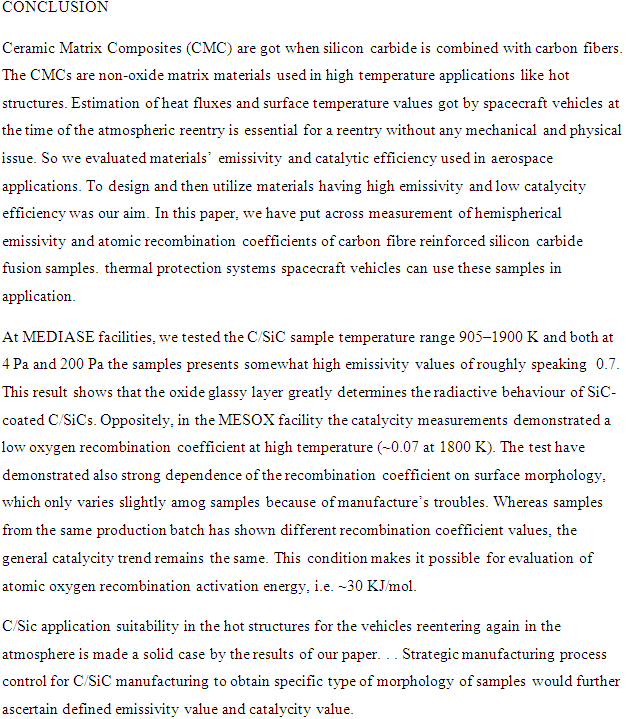 CONCLUSION
Ceramic Matrix Composites (CMC) are got when silicon carbide is combined with carbon fibers.
The CMCs are non-oxide matrix materials used in high temperature applications like hot
structures. Estimation of heat fluxes and surface temperature values got by spacecraft vehicles at
the time of the atmospheric reentry is essential for a reentry without any mechanical and physical
issue. So we evaluated materials’ emissivity and catalytic efficiency used in aerospace
applications. To design and then utilize materials having high emissivity and low catalycity
efficiency was our aim. In this paper, we have put across measurement of hemispherical
emissivity and atomic recombination coefficients of carbon fibre reinforced silicon carbide
fusion samples. thermal protection systems spacecraft vehicles can use these samples in
application.
At MEDIASE facilities, we tested the C/SiC sample temperature range 905–1900 K and both at
4 Pa and 200 Pa the samples presents somewhat high emissivity values of roughly speaking 0.7.
This result shows that the oxide glassy layer greatly determines the radiactive behaviour of SiC-
coated C/SiCs. Oppositely, in the MESOX facility the catalycity measurements demonstrated a
low oxygen recombination coefficient at high temperature (~0.07 at 1800 K). The test have
demonstrated also strong dependence of the recombination coefficient on surface morphology,
which only varies slightly amog samples because of manufacture’s troubles. Whereas samples
from the same production batch has shown different recombination coefficient values, the
general catalycity trend remains the same. This condition makes it possible for evaluation of
atomic oxygen recombination activation energy, i.e. ~30 KJ/mol.
C/Sic application suitability in the hot structures for the vehicles reentering again in the
atmosphere is made a solid case by the results of our paper. . . Strategic manufacturing process
control for C/SiC manufacturing to obtain specific type of morphology of samples would further
ascertain defined emissivity value and catalycity value.